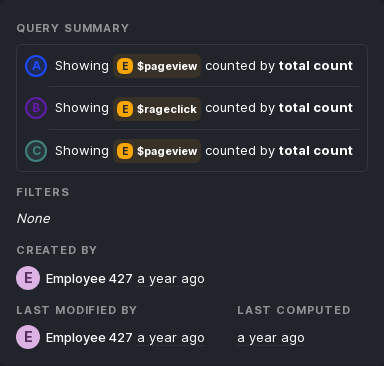 QUERY SUMMARY
A Showing E $pageview counted by total count
B Showing E $rageclick counted by total count
C Showing E $pageview counted by total count
FILTERS
None
CREATED BY
E Employee 427 a year ago
LAST MODIFIED BY LAST COMPUTED
E Employee 427 a year ago a year ago